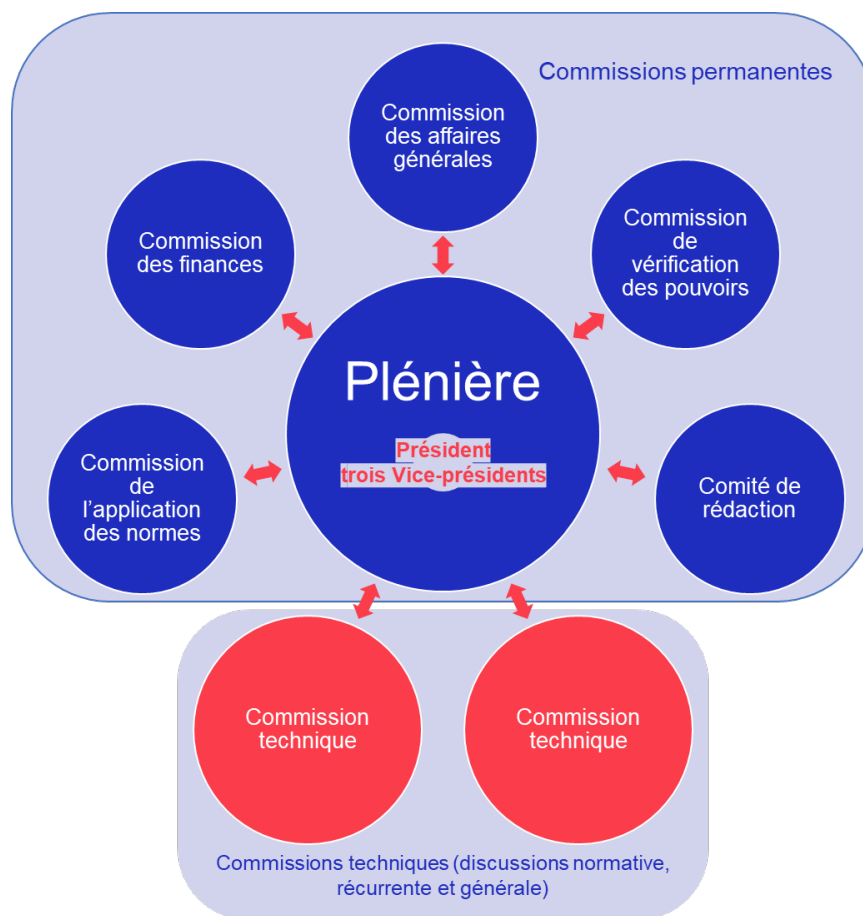 Commissions permanentes
Commission
des affaires
générales
Commission
des finances
Commission
de
vérification
des pouvoirs
Plénière
Président
trois Vice-présidents
Commission
de
l’application
des normes
Comité de
rédaction
Commission
technique
Commission
technique
Commissions techniques (discussions normative,
récurrente et générale)